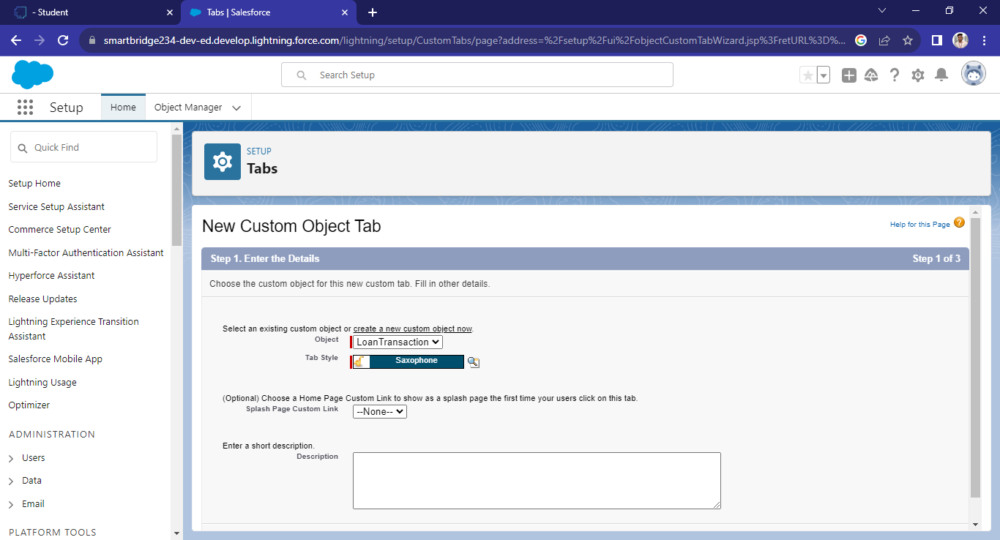 - Student
Tabs | Salesforce
smartbridge234-dev-ed.develop.lightning.force.com/lightning/setup/CustomTabs/page?address=%2Fsetup%2Fui%2FobjectCustomTabWizard.jsp%3FretURL%3D%...
Search Setup
Setup
Home
Object Manager
Quick Find
Setup Home
Service Setup Assistant
Commerce Setup Center
Multi-Factor Authentication Assistant
Hyperforce Assistant
Release Updates
Lightning Experience Transition
Assistant
Salesforce Mobile App
Lightning Usage
Optimizer
ADMINISTRATION
Users
Data
Email
PLATFORM TOOLS
SETUP
Tabs
New Custom Object Tab
Help for this Page ?
Step 1. Enter the Details
Step 1 of 3
Choose the custom object for this new custom tab. Fill in other details.
Select an existing custom object or create a new custom object now.
Object
LoanTransaction
Tab Style
Saxophone
(Optional) Choose a Home Page Custom Link to show as a splash page the first time your users click on this tab.
Splash Page Custom Link
--None--
Enter a short description.
Description